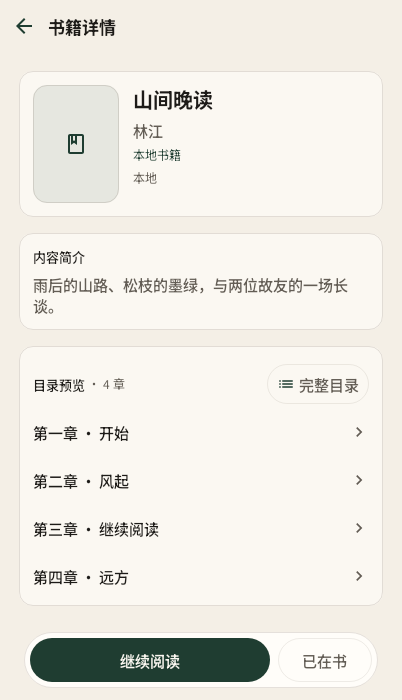 书籍详情
山间晚读
林江
本地书籍
本地
内容简介
雨后的山路、松枝的墨绿，与两位故友的一场长
谈。
目录预览 · 4 章
完整目录
第一章 · 开始
第二章 · 风起
第三章 · 继续阅读
第四章 · 远方
继续阅读
已在书